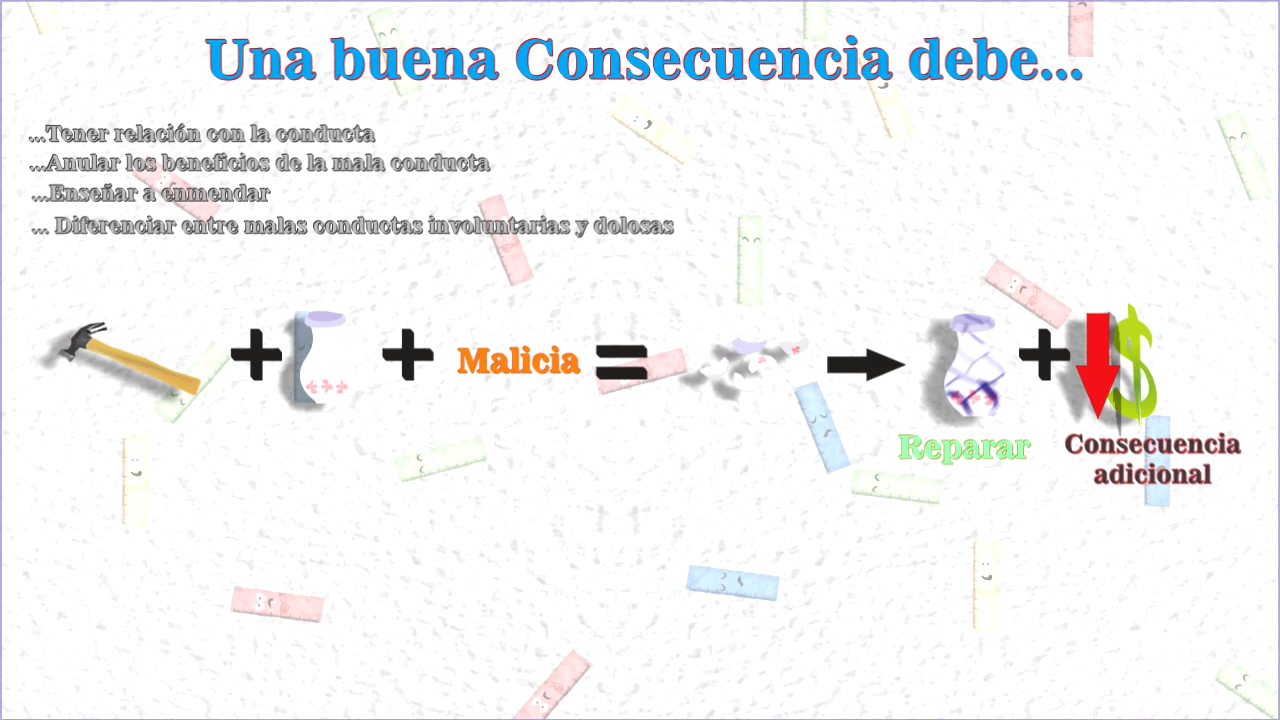 Una buena Consecuencia debe...
...Tener relación con la conducta
...Anular los beneficios de la mala conducta
...Enseñar a enmendar
... Diferenciar entre malas conductas involuntarias y dolosas
+ + Malicia = + $
Reparar
Consecuencia
adicional